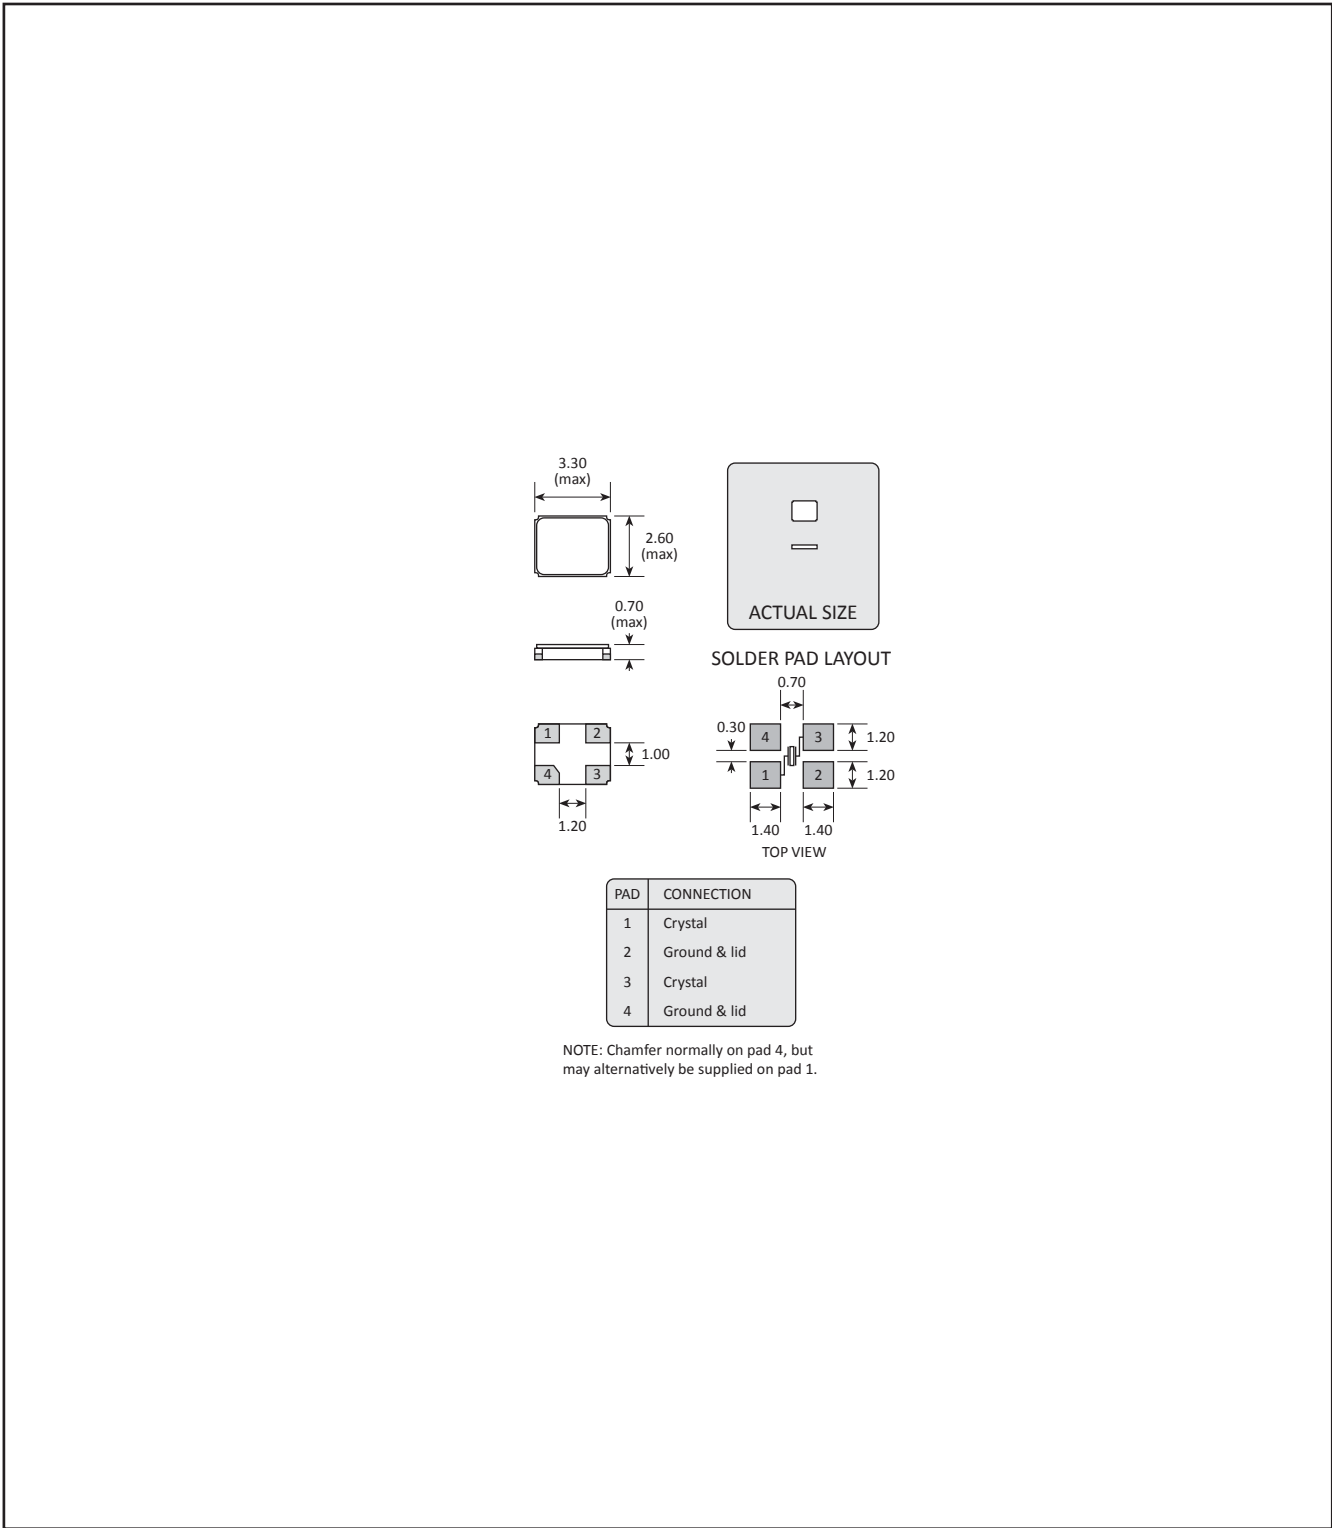 3.30
(max)
2.60
(max)
0.70
(max)
1 2
1.00
4 3
1.20
ACTUAL SIZE
SOLDER PAD LAYOUT
0.70
0.30
4 3 1.20
1 2 1.20
1.40 1.40
TOP VIEW
PAD CONNECTION
1 Crystal
2 Ground & lid
3 Crystal
4 Ground & lid
NOTE: Chamfer normally on pad 4, but
may alternatively be supplied on pad 1.